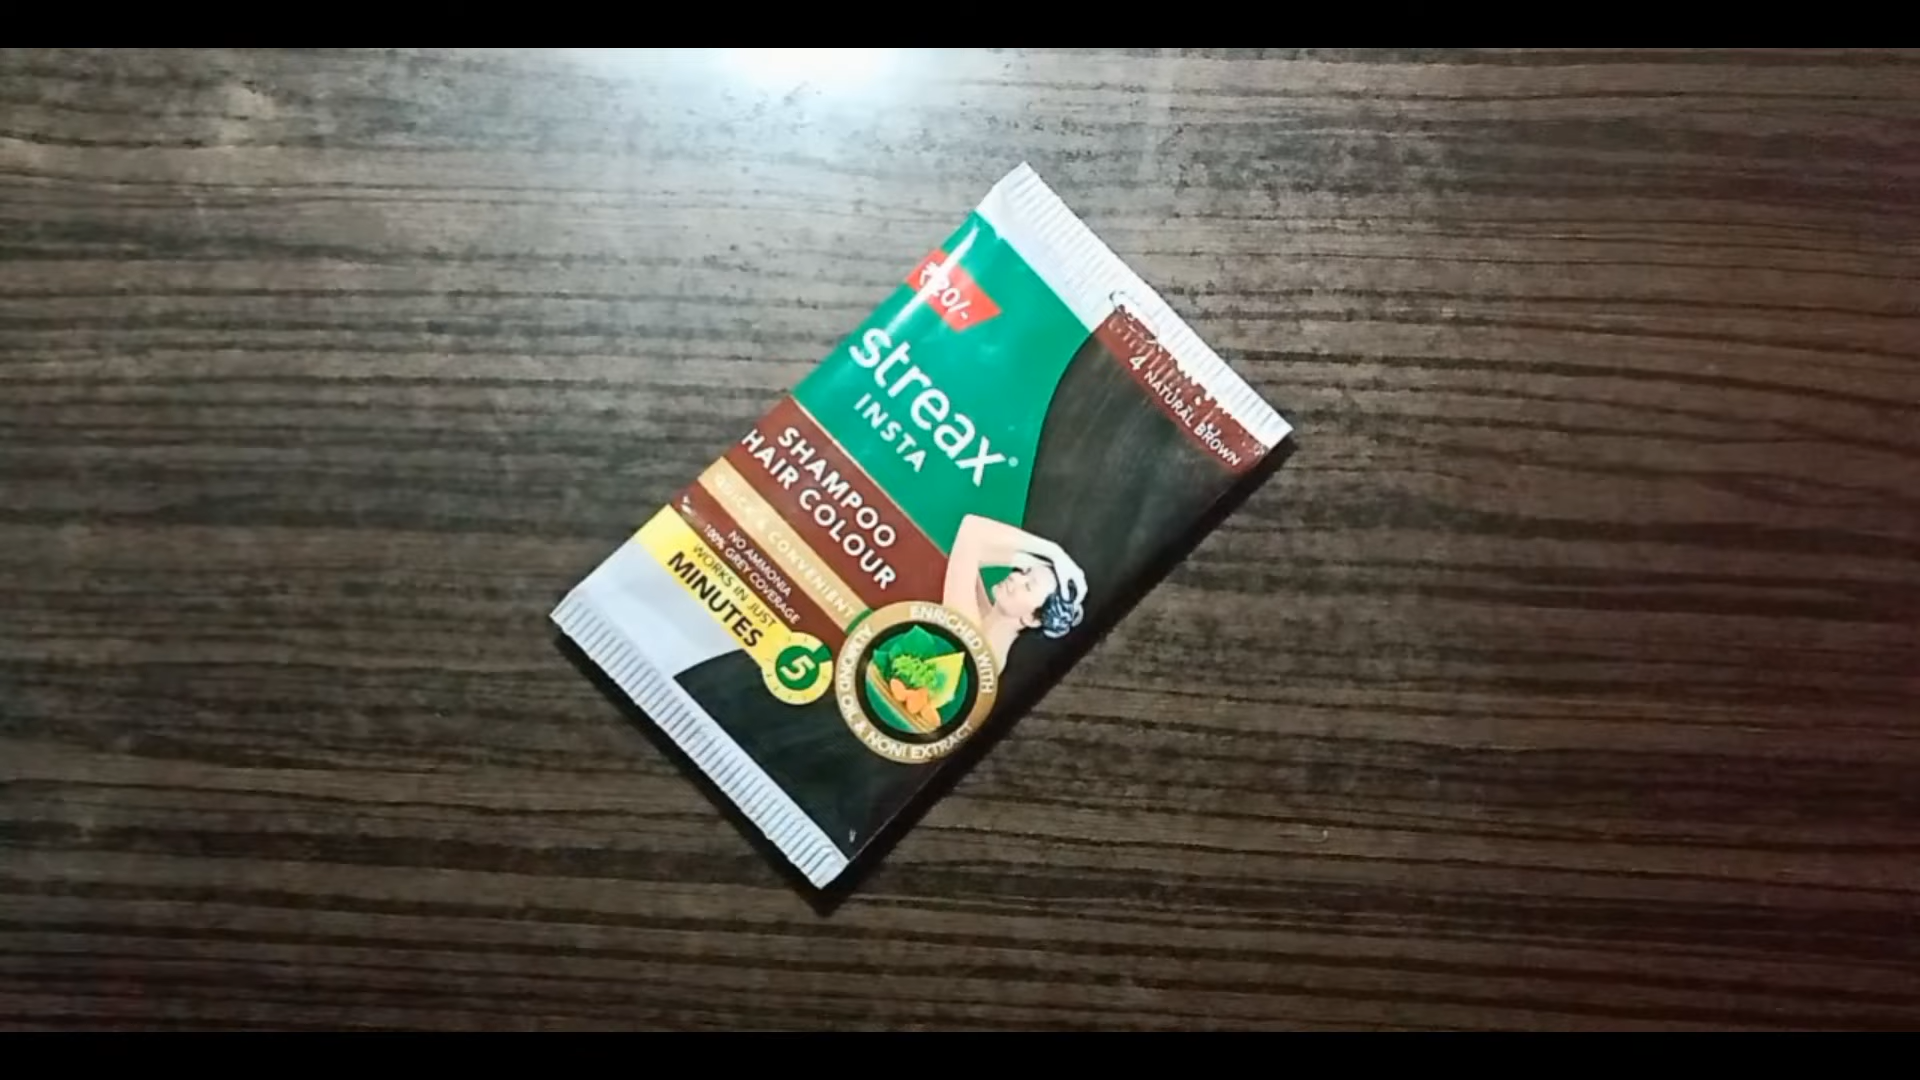 ₹20/-
streax®
INSTA
SHAMPOO
HAIR COLOUR
QUICK & CONVENIENT
NO AMMONIA
100% GREY COVERAGE
WORKS IN JUST
MINUTES
5
ENRICHED WITH
ALMOND OIL & NONI EXTRACT
4 NATURAL BROWN